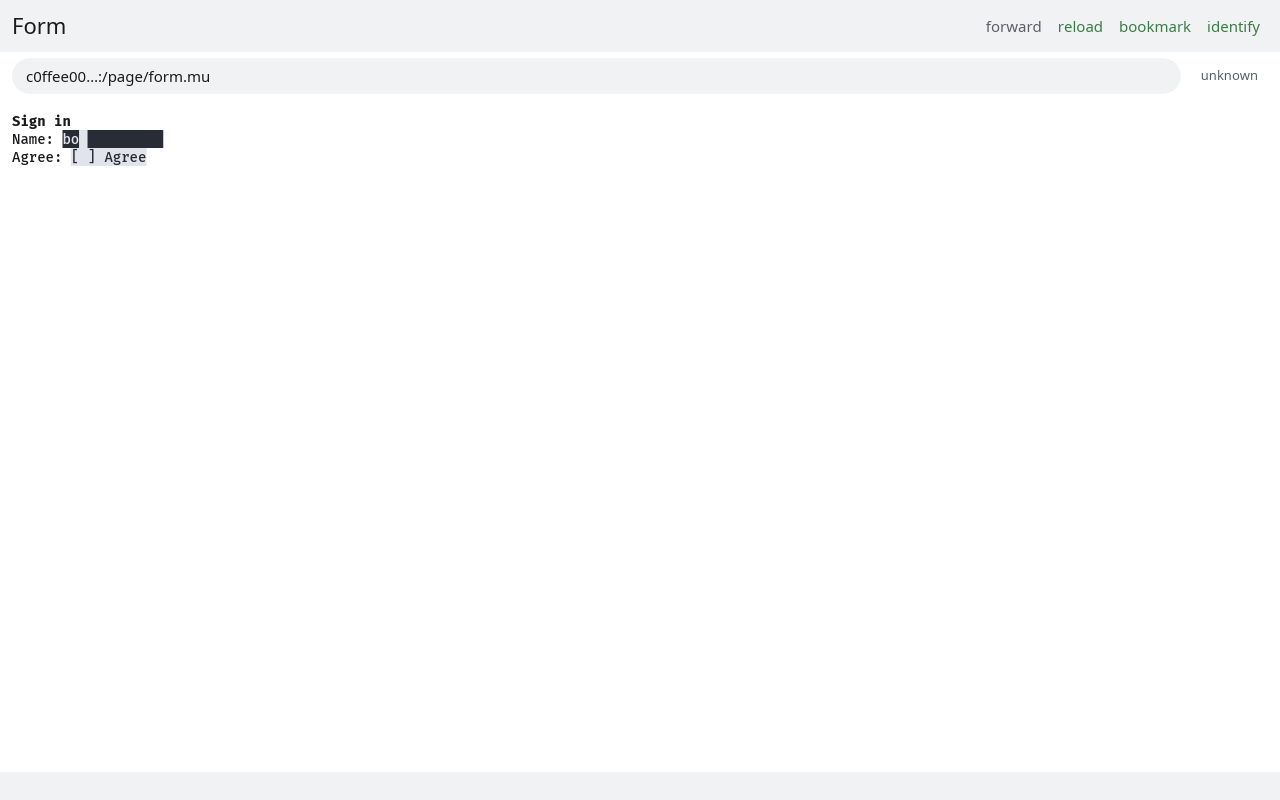 Form forward reload bookmark identify
c0ffee00...:/page/form.mu unknown
Sign in
Name: bo
Agree: [ ] Agree